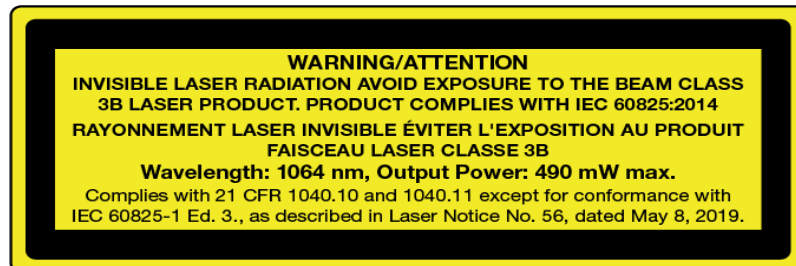 WARNING/ATTENTION
INVISIBLE LASER RADIATION AVOID EXPOSURE TO THE BEAM CLASS
3B LASER PRODUCT. PRODUCT COMPLIES WITH IEC 60825:2014
RAYONNEMENT LASER INVISIBLE ÉVITER L'EXPOSITION AU PRODUIT
FAISCEAU LASER CLASSE 3B
Wavelength: 1064 nm, Output Power: 490 mW max.
Complies with 21 CFR 1040.10 and 1040.11 except for conformance with
IEC 60825-1 Ed. 3., as described in Laser Notice No. 56, dated May 8, 2019.